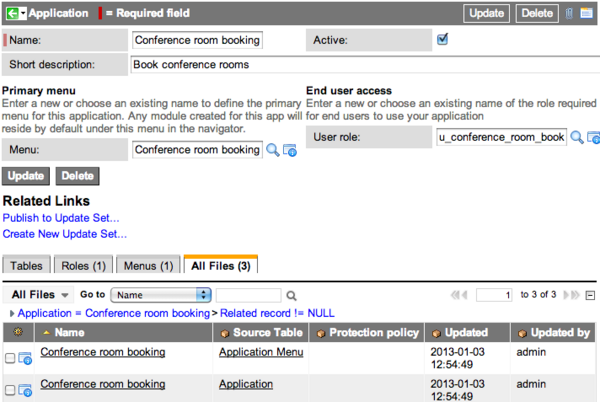 Application = Required field Update Delete
Name: Conference room booking Active:
Short description: Book conference rooms
Primary menu End user access
Enter a new or choose an existing name to define the primary Enter a new or choose an existing name of the role required
menu for this application. Any module created for this app will for end users to use your application
reside by default under this menu in the navigator.
User role: u_conference_room_book
Menu: Conference room booking
Update Delete
Related Links
Publish to Update Set...
Create New Update Set...
Tables Roles (1) Menus (1) All Files (3)
All Files Go to Name 1 to 3 of 3
Application = Conference room booking > Related record != NULL
Name Source Table Protection policy Updated Updated by
Conference room booking Application Menu 2013-01-03 admin
12:54:49
Conference room booking Application 2013-01-03 admin
12:54:49